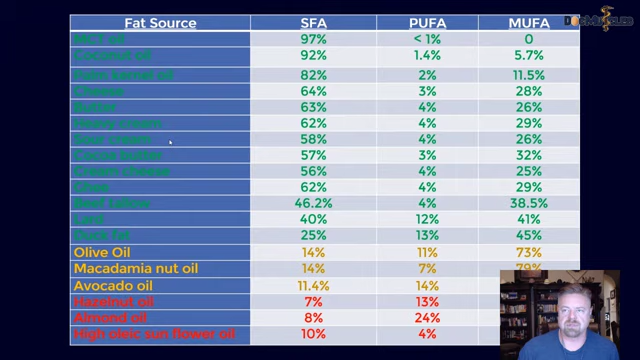 Fat Source SFA PUFA MUFA
MCT oil 97% < 1% 0
Coconut oil 92% 1.4% 5.7%
Palm kernel oil 82% 2% 11.5%
Cheese 64% 3% 28%
Butter 63% 4% 26%
Heavy cream 62% 4% 29%
Sour cream 58% 4% 26%
Cocoa butter 57% 3% 32%
Cream cheese 56% 4% 25%
Ghee 62% 4% 29%
Beef tallow 46.2% 4% 38.5%
Lard 40% 12% 41%
Duck fat 25% 13% 45%
Olive Oil 14% 11% 73%
Macadamia nut oil 14% 7% 79%
Avocado oil 11.4% 14%
Hazelnut oil 7% 13%
Almond oil 8% 24%
High oleic sun flower oil 10% 4%